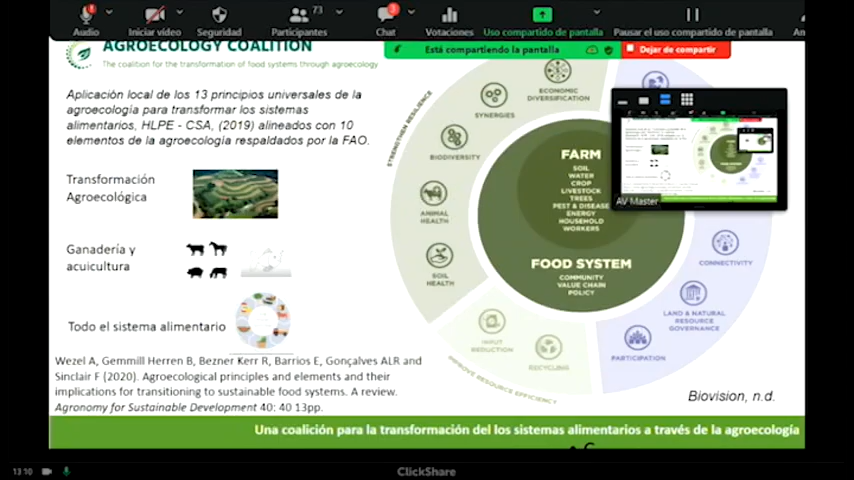 Audio
Iniciar vídeo
Seguridad
Participantes
73
Chat
3
Votaciones
Uso compartido de pantalla
Pausar el uso compartido de pantalla
Está compartiendo la pantalla
Dejar de compartir
AGROECOLOGY COALITION
The coalition for the transformation of food systems through agroecology
Aplicación local de los 13 principios universales de la
agroecología para transformar los sistemas
alimentarios, HLPE - CSA, (2019) alineados con 10
elementos de la agroecología respaldados por la FAO.
Transformación
Agroecológica
Ganadería y
acuicultura
Todo el sistema alimentario
Wezel A, Gemmill Herren B, Bezner Kerr R, Barrios E, Gonçalves ALR and
Sinclair F (2020). Agroecological principles and elements and their
implications for transitioning to sustainable food systems. A review.
Agronomy for Sustainable Development 40: 40 13pp.
STRENGTHEN RESILIENCE
ECONOMIC
DIVERSIFICATION
SYNERGIES
BIODIVERSITY
ANIMAL
HEALTH
SOIL
HEALTH
INPUT
REDUCTION
RECYCLING
IMPROVE RESOURCE EFFICIENCY
FARM
SOIL
WATER
CROP
LIVESTOCK
TREES
PEST & DISEASE
ENERGY
HOUSEHOLD
WORKERS
FOOD SYSTEM
COMMUNITY
VALUE CHAIN
POLICY
AV Master
CONNECTIVITY
LAND & NATURAL
RESOURCE
GOVERNANCE
PARTICIPATION
Biovision, n.d.
Una coalición para la transformación del los sistemas alimentarios a través de la agroecología
13:10
ClickShare